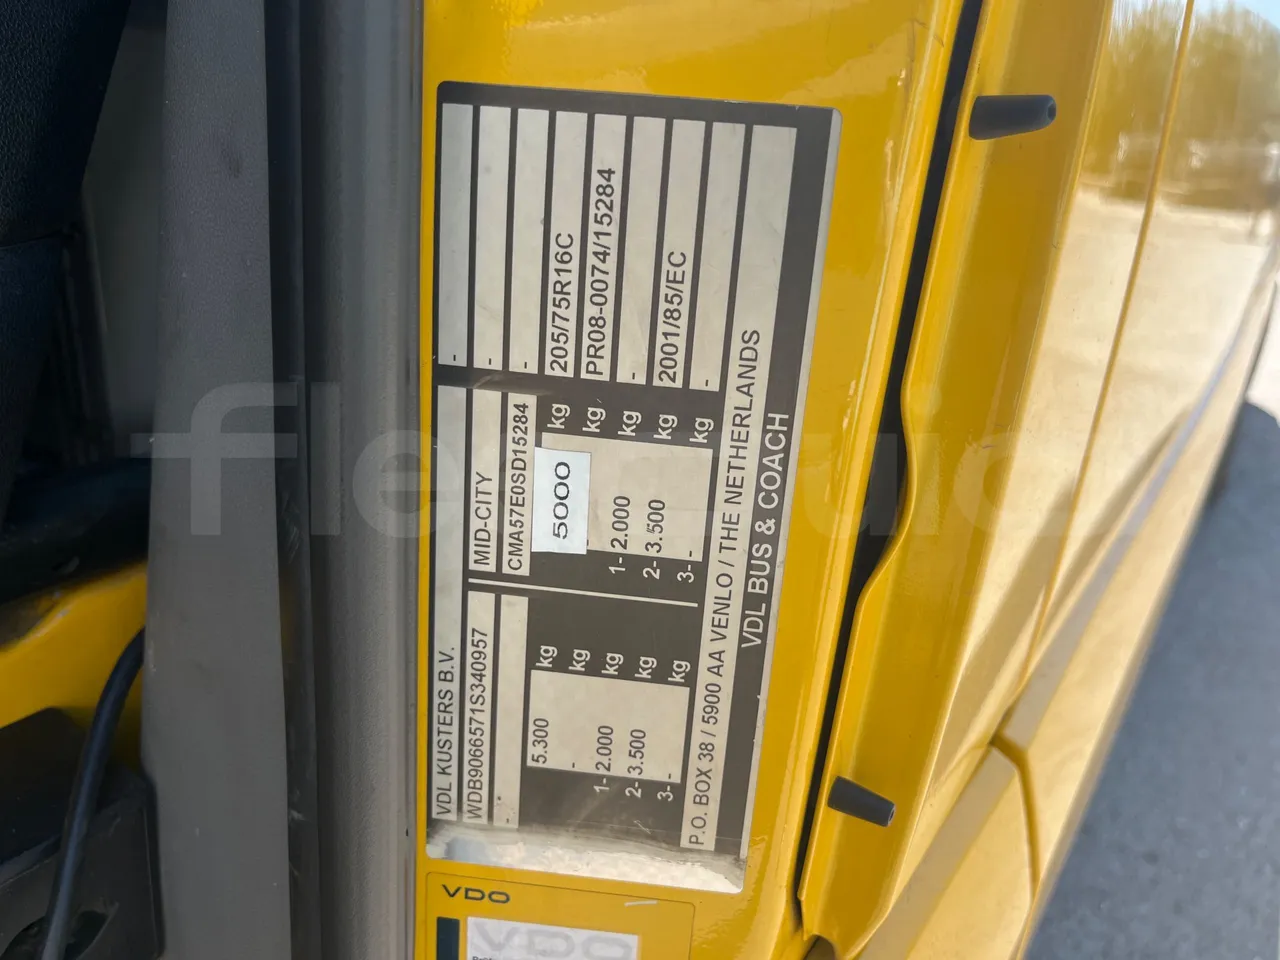 VDL KUSTERS B.V. -
WDB9066571S340957 MID-CITY -
- CMA57E0SD15284 -
5.300 kg 5000 kg 205/75R16C
- kg - kg PR08-0074/15284
1- 2.000 kg 1- 2.000 kg -
2- 3.500 kg 2- 3.500 kg 2001/85/EC
3- kg 3- kg -
P.O. BOX 38 / 5900 AA VENLO / THE NETHERLANDS
VDL BUS & COACH
VDO